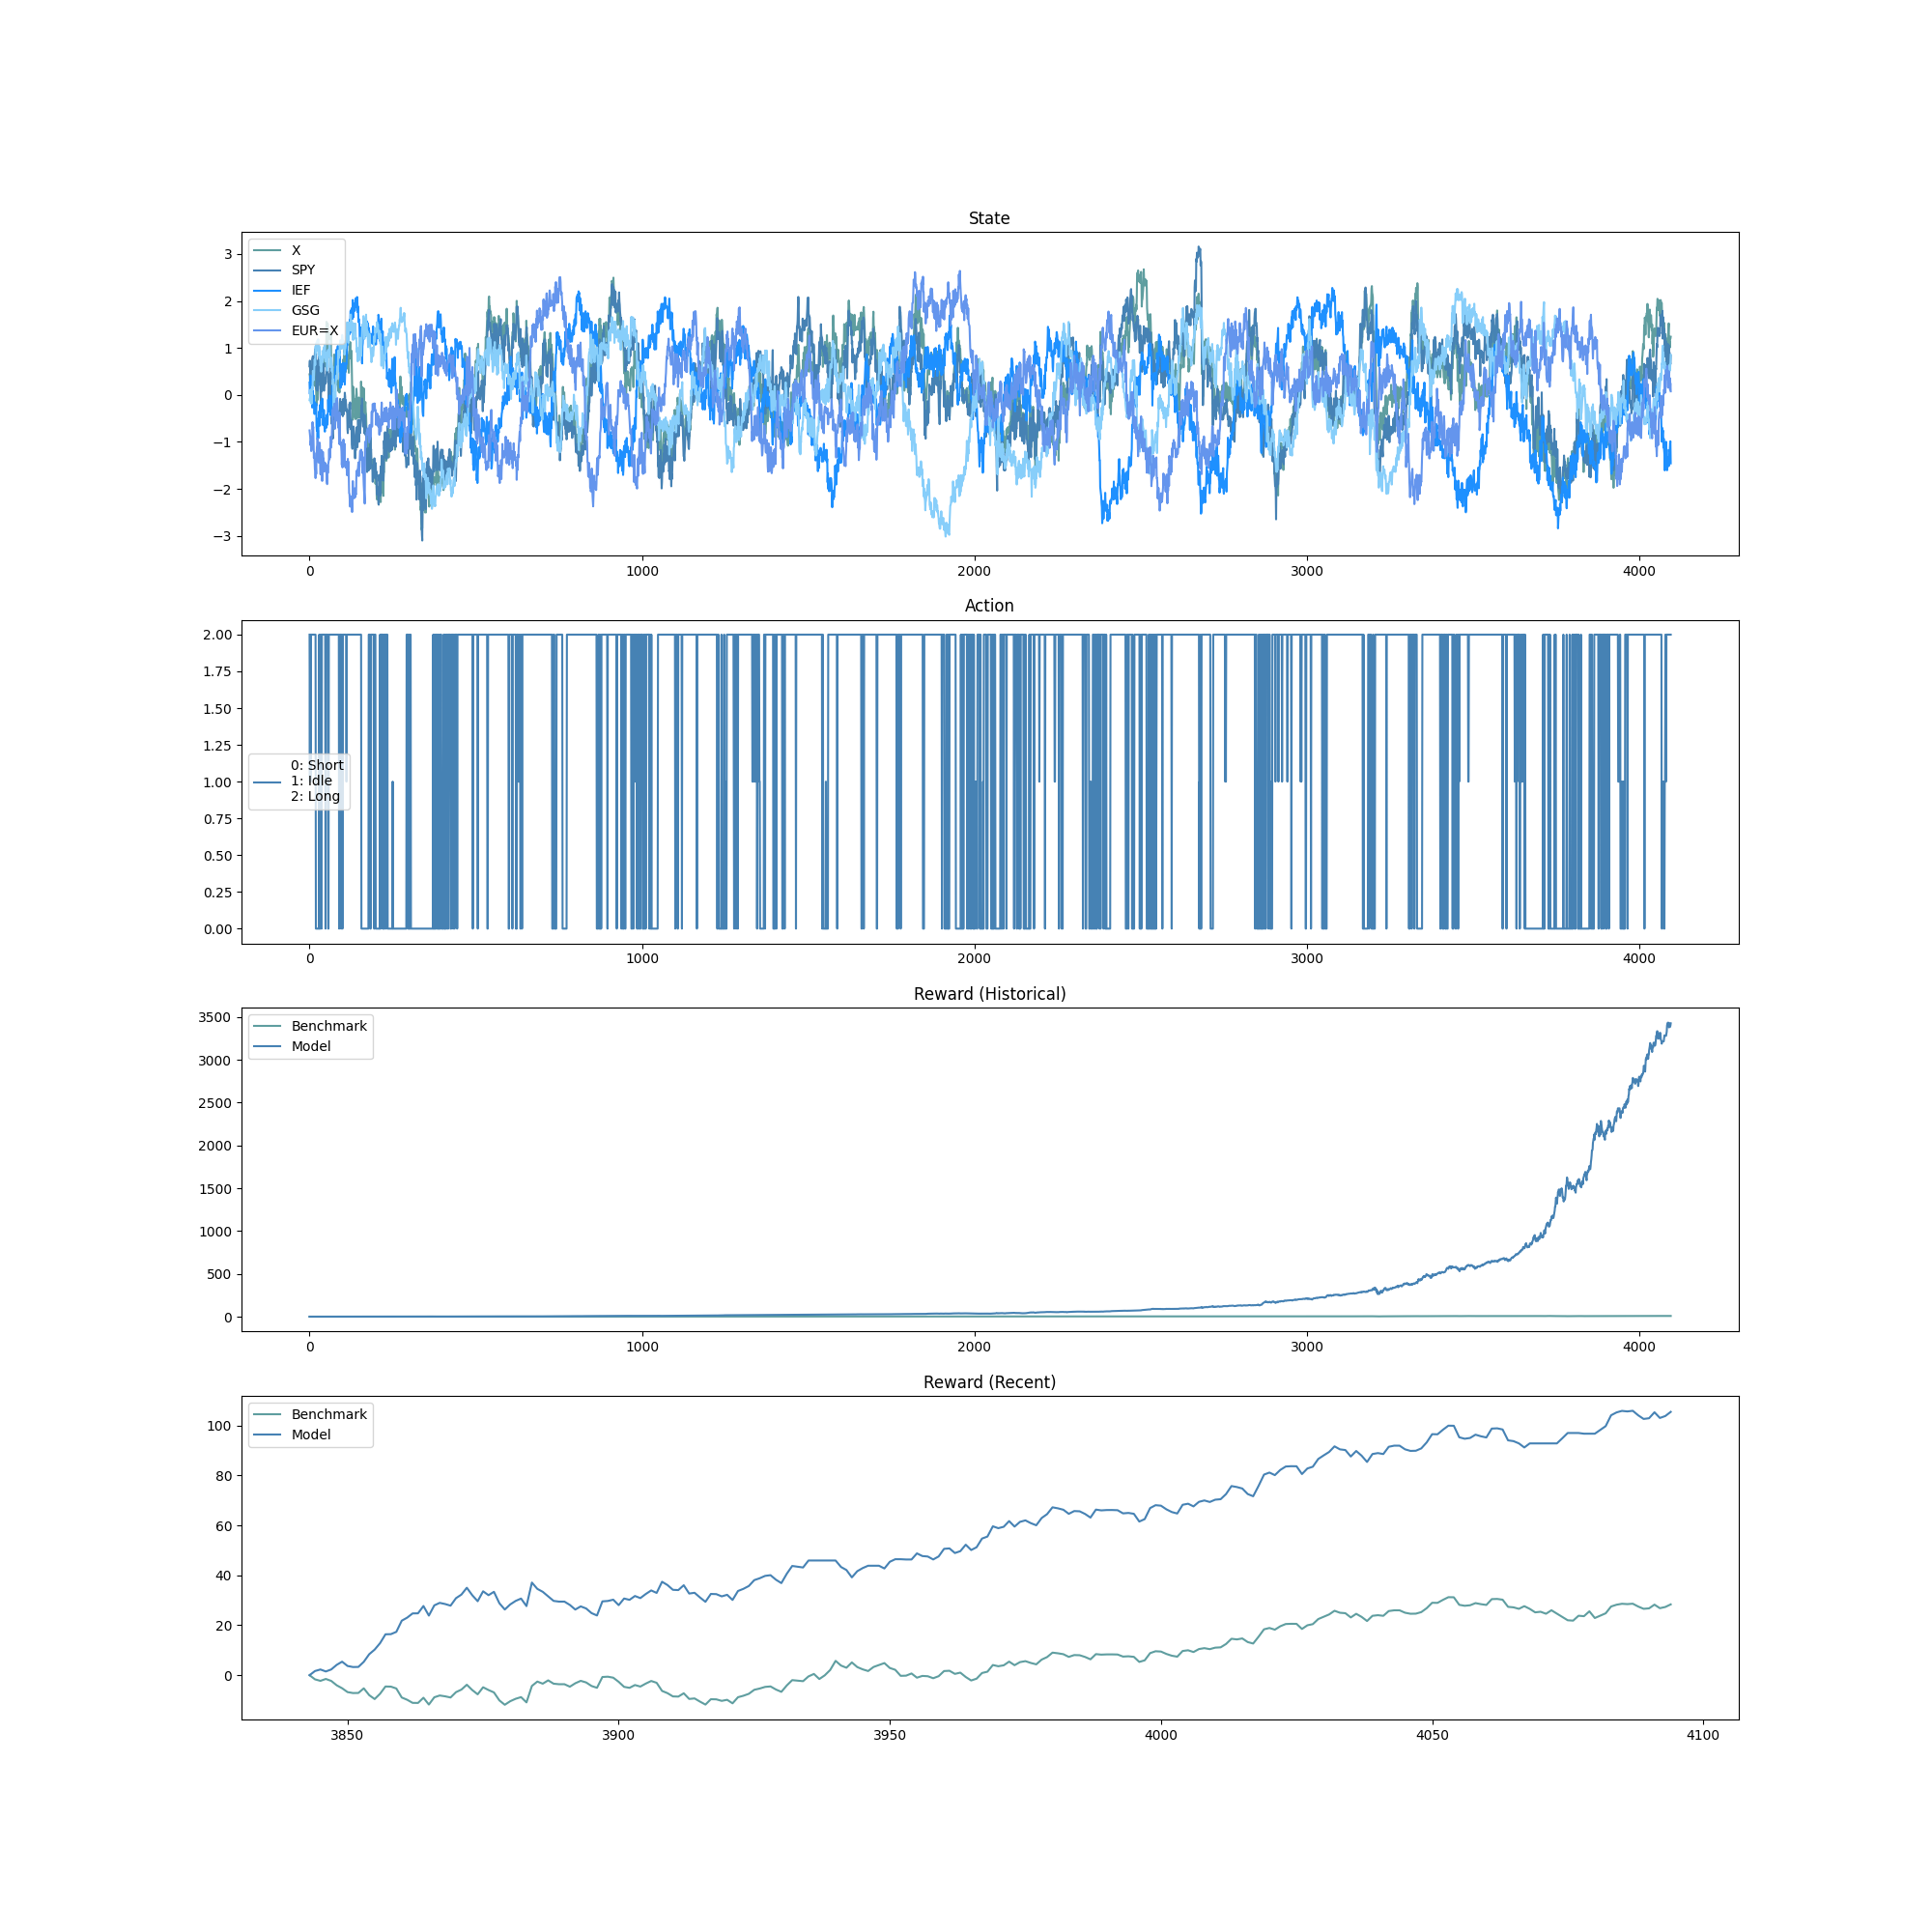 State
X
SPY
IEF
GSG
EUR=X
3
2
1
0
−1
−2
−3
0 1000 2000 3000 4000
Action
2.00
1.75
1.50
1.25
1.00
0.75
0.50
0.25
0.00
0: Short
1: Idle
2: Long
0 1000 2000 3000 4000
Reward (Historical)
Benchmark
Model
3500
3000
2500
2000
1500
1000
500
0
0 1000 2000 3000 4000
Reward (Recent)
Benchmark
Model
100
80
60
40
20
0
3850 3900 3950 4000 4050 4100